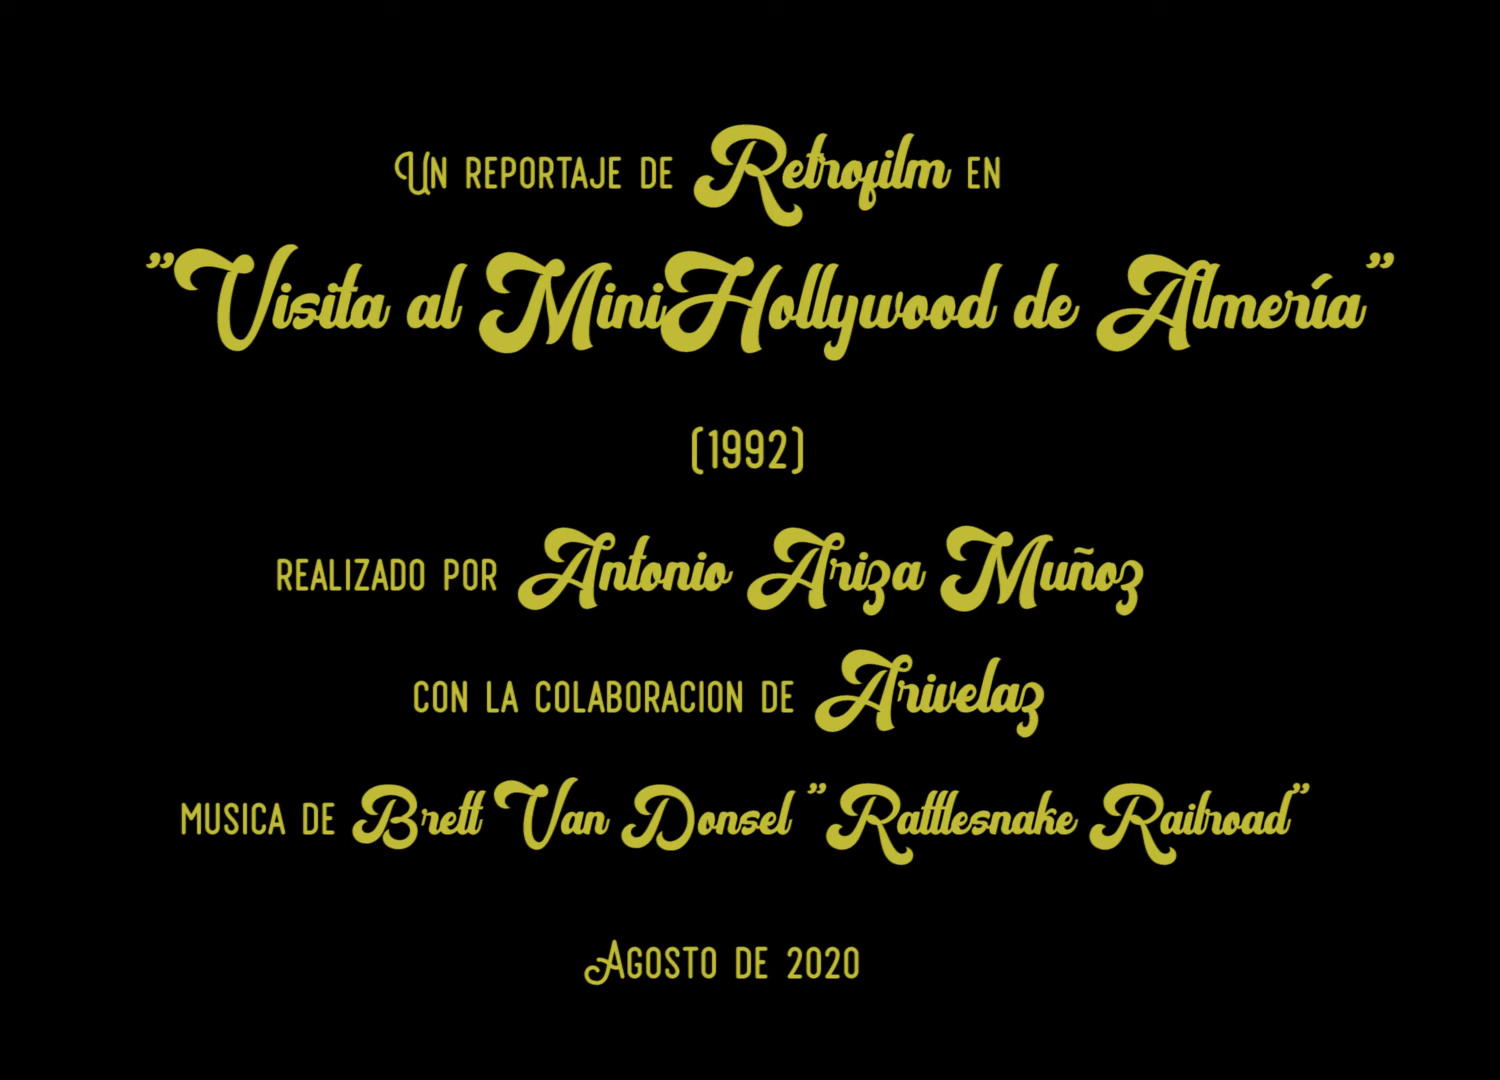 Un reportaje de Retrofilm en
"Visita al MiniHollywood de Almería"
(1992)
realizado por Antonio Ariza Muñoz
con la colaboracion de Arivelaz
musica de Brett Van Donsel "Rattlesnake Railroad"
Agosto de 2020